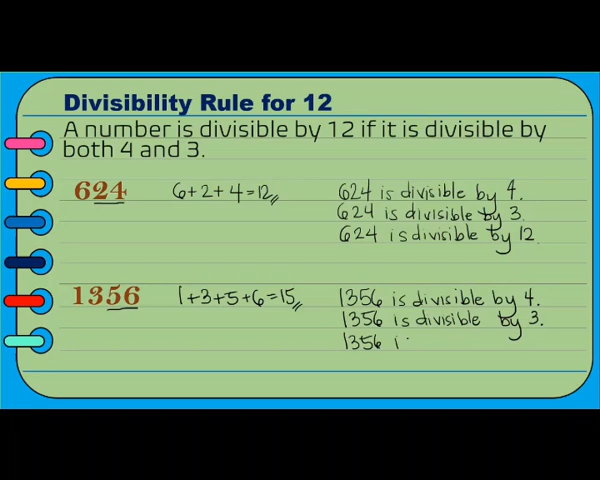 Divisibility Rule for 12
A number is divisible by 12 if it is divisible by
both 4 and 3.
624 6+2+4=12 624 is divisible by 4.
624 is divisible by 3.
624 is divisible by 12.
1356 1+3+5+6=15 1356 is divisible by 4.
1356 is divisible by 3.
1356 i